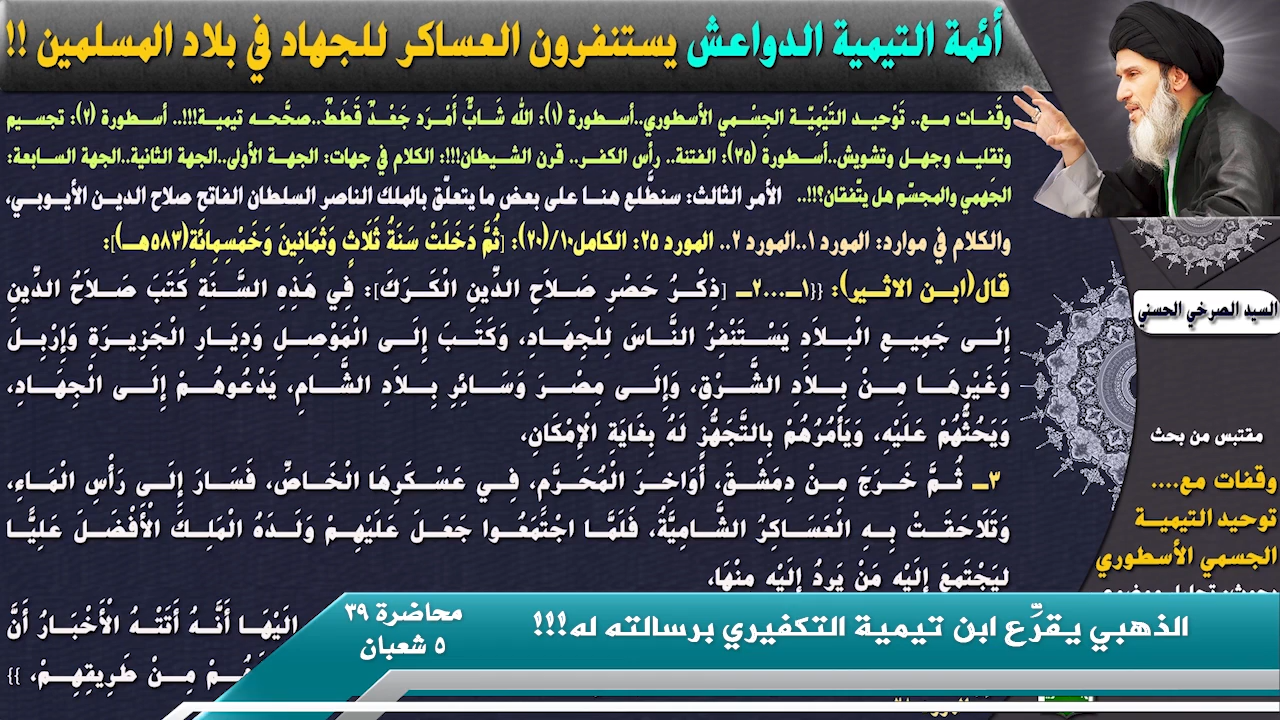 أئمة التيمية الدواعش يستنفرون العساكر للجهاد في بلاد المسلمين !!
وقَفات مع.. تَوْحيد التَيْمِيّة الجِسْمي الأسطوري..أسطورة (١): الله شَابٌّ أَمْرَد جَعْدٌ قَطَطٌ..صحَّحه تيمية!!!.. أسطورة (٢): تجسيم
وتقليد وجهل وتشويش..أسطورة (٣٥): الفتنة.. رأس الكفر.. قرن الشيطان!!!: الكلام في جهات: الجهة الأولى..الجهة الثانية..الجهة السابعة:
الجَهمي والمجسّم هل يتّفقان؟!!.. الأمر الثالث: سنطَّلع هنا على بعض ما يتعلّق بالملك الناصر السلطان الفاتح صلاح الدين الأيوبي،
والكلام في موارد: المورد ١..المورد ٢.. المورد ٢٥: الكامل١٠/(٢٠): [ثُمَّ دَخَلَتْ سَنَةُ ثَلَاثٍ وَثَمَانِينَ وَخَمْسِمِائَةٍ(٥٨٣هـ)]:
قال(ابن الاثير): {{١ـ...٢ـ [ذِكْرُ حَصْرِ صَلَاحِ الدِّينِ الْكَرَكَ]: فِي هَذِهِ السَّنَةِ كَتَبَ صَلَاحُ الدِّينِ
إِلَى جَمِيعِ الْبِلَادِ يَسْتَنْفِرُ النَّاسَ لِلْجِهَادِ، وَكَتَبَ إِلَى الْمَوْصِلِ وَدِيَارِ الْجَزِيرَةِ وَإِرْبِلَ
وَغَيْرِهَا مِنْ بِلَادِ الشَّرْقِ، وَإِلَى مِصْرَ وَسَائِرِ بِلَادِ الشَّامِ، يَدْعُوهُمْ إِلَى الْجِهَادِ،
وَيَحُثُّهُمْ عَلَيْهِ، وَيَأْمُرُهُمْ بِالتَّجَهُّزِ لَهُ بِغَايَةِ الْإِمْكَانِ،
٣ـ ثُمَّ خَرَجَ مِنْ دِمَشْقَ، أَوَاخِرَ الْمُحَرَّمِ، فِي عَسْكَرِهَا الْخَاصِّ، فَسَارَ إِلَى رَأْسِ الْمَاءِ،
وَتَلَاحَقَتْ بِهِ الْعَسَاكِرُ الشَّامِيَّةُ، فَلَمَّا اجْتَمَعُوا جَعَلَ عَلَيْهِمْ وَلَدَهُ الْمَلِكَ الْأَفْضَلَ عَلِيًّا
لِيَجْتَمِعَ إِلَيْهِ مَنْ يَرِدُ إِلَيْهِ مِنْهَا،
إِلَيْهَا أَنَّهُ أَتَتْهُ الْأَخْبَارُ أَنَّ
مِنْ طَرِيقِهِمْ، }}
السيد الصرخي الحسني
مقتبس من بحث
وقفات مع....
توحيد التيمية
الجسمي الأسطوري
محاضرة ٣٩
٥ شعبان
الذهبي يقرِّع ابن تيمية التكفيري برسالته له!!!